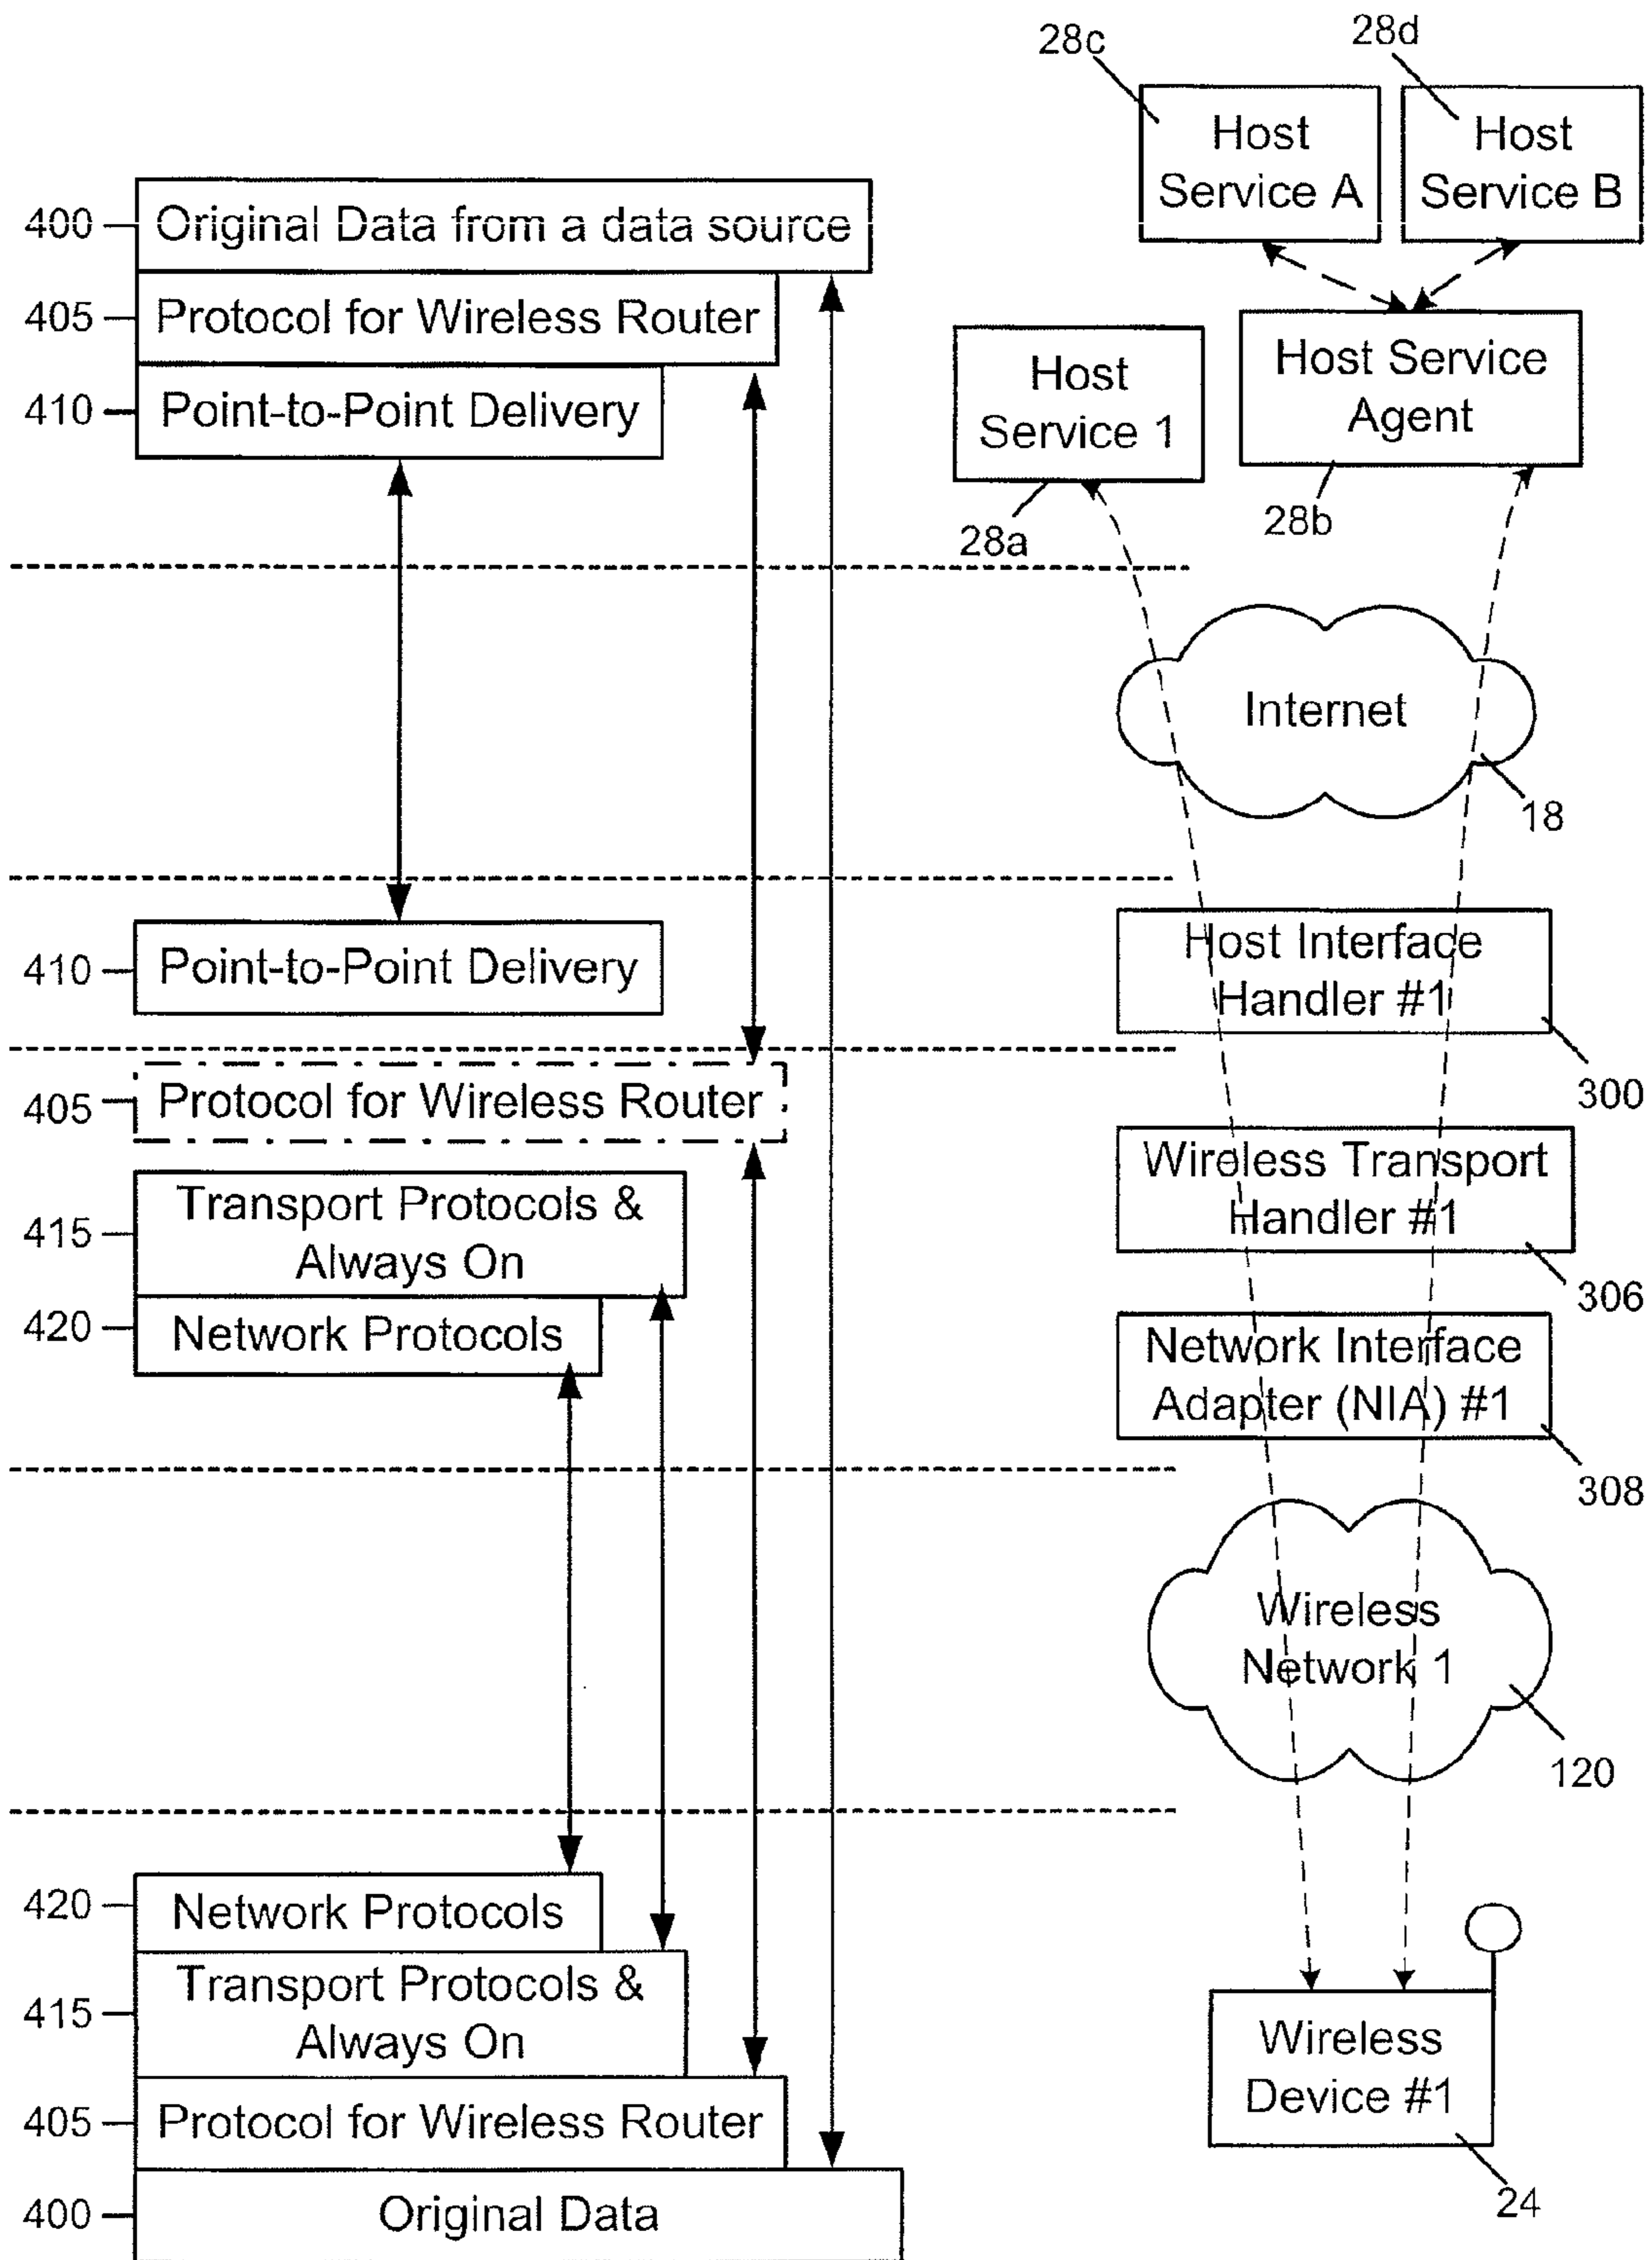 28c
28d
Host
Service A
Host
Service B
400
Original Data from a data source
405
Protocol for Wireless Router
410
Point-to-Point Delivery
Host
Service 1
Host Service
Agent
28a
28b
Internet
18
410
Point-to-Point Delivery
Host Interface
Handler #1
300
405
Protocol for Wireless Router
Wireless Transport
Handler #1
306
415
Transport Protocols &
Always On
420
Network Protocols
Network Interface
Adapter (NIA) #1
308
Wireless
Network 1
120
420
Network Protocols
415
Transport Protocols &
Always On
405
Protocol for Wireless Router
400
Original Data
Wireless
Device #1
24